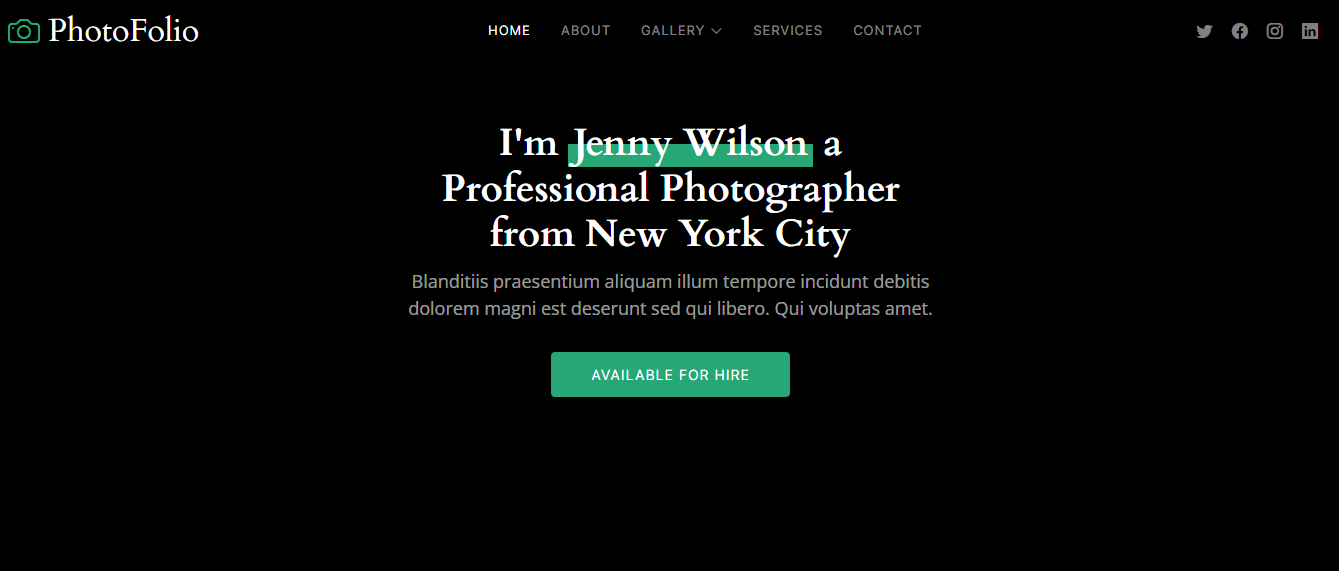 PhotoFolio
HOME ABOUT GALLERY SERVICES CONTACT
I'm Jenny Wilson a
Professional Photographer
from New York City
Blanditiis praesentium aliquam illum tempore incidunt debitis
dolorem magni est deserunt sed qui libero. Qui voluptas amet.
AVAILABLE FOR HIRE